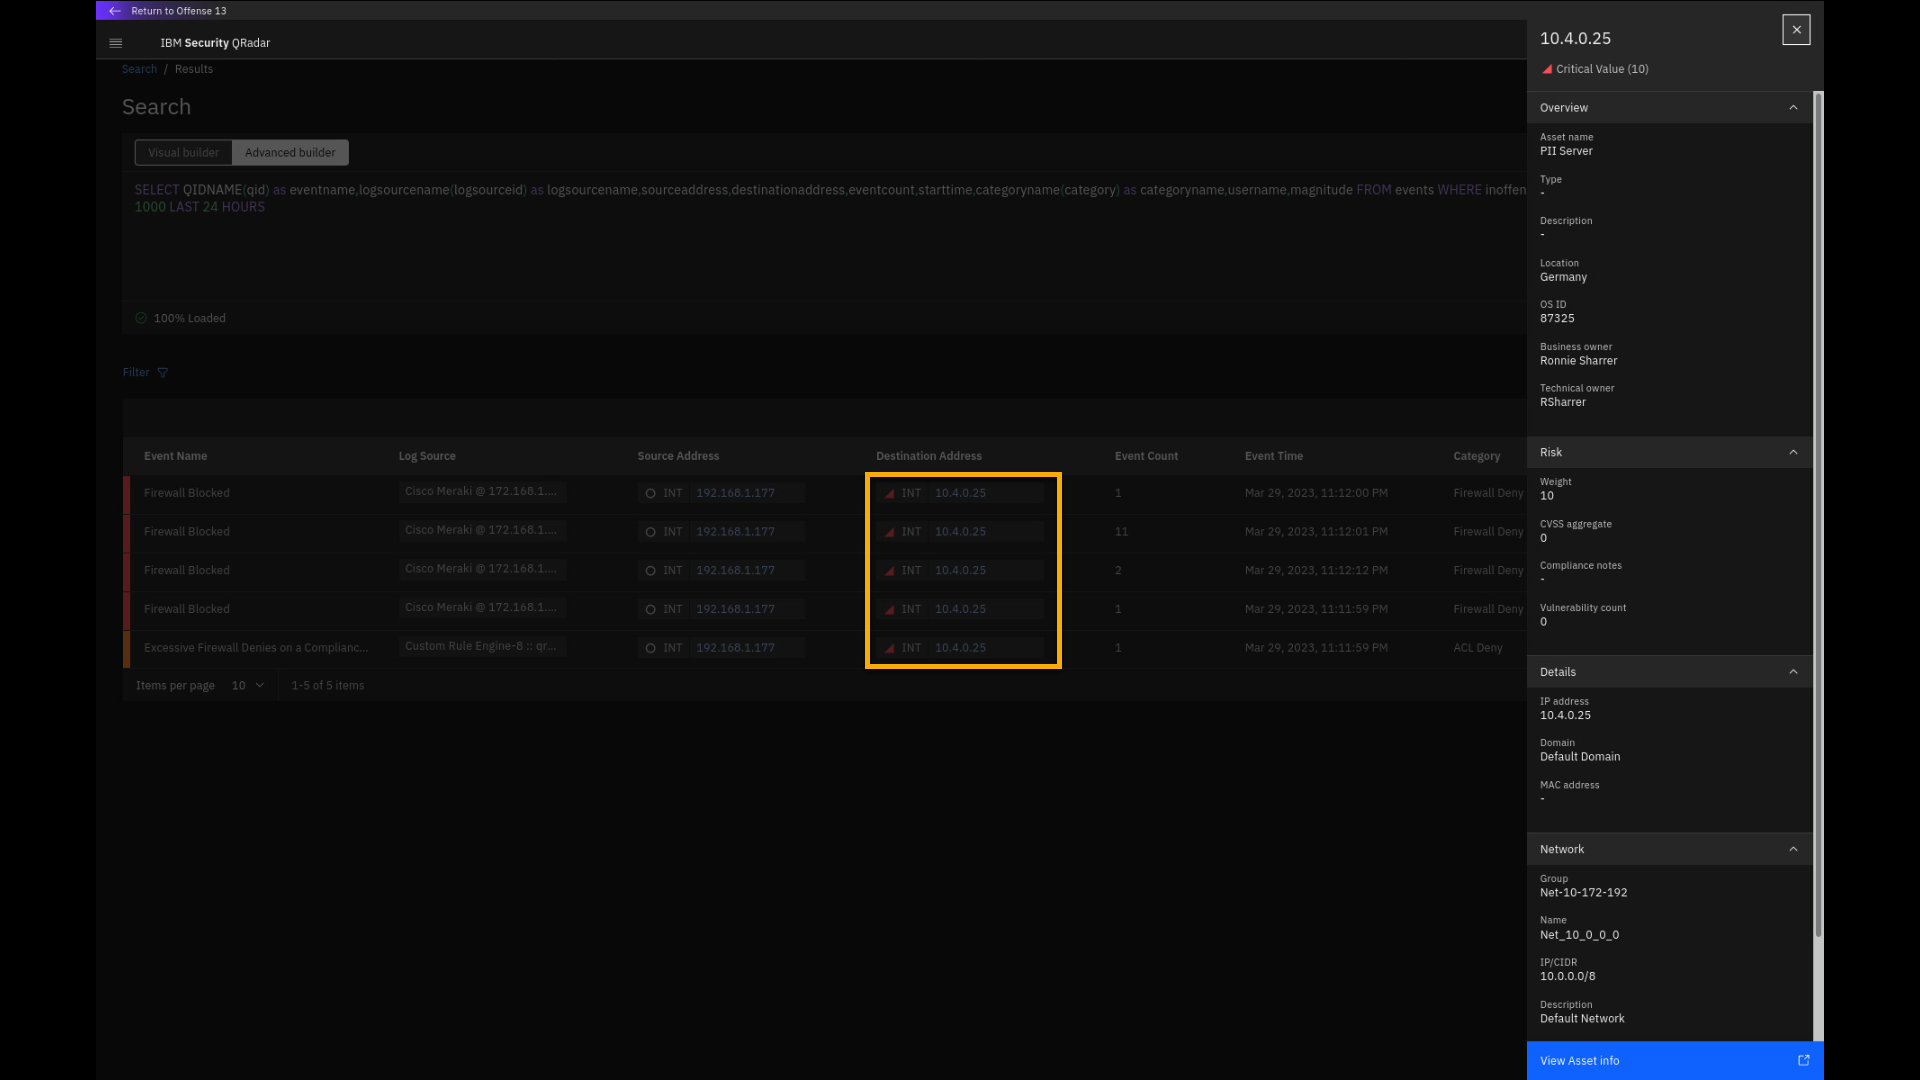 Return to Offense 13
IBM Security QRadar
Search / Results
Search
Visual builder Advanced builder
SELECT QIDNAME(qid) as eventname,logsourcename(logsourceid) as logsourcename,sourceaddress,destinationaddress,eventcount,starttime,categoryname(category) as categoryname,username,magnitude FROM events WHERE inoffen
1000 LAST 24 HOURS
100% Loaded
Filter
Event Name Log Source Source Address Destination Address Event Count Event Time Category
Firewall Blocked Cisco Meraki @ 172.168.1.... INT 192.168.1.177 INT 10.4.0.25 1 Mar 29, 2023, 11:12:00 PM Firewall Deny
Firewall Blocked Cisco Meraki @ 172.168.1.... INT 192.168.1.177 INT 10.4.0.25 11 Mar 29, 2023, 11:12:01 PM Firewall Deny
Firewall Blocked Cisco Meraki @ 172.168.1.... INT 192.168.1.177 INT 10.4.0.25 2 Mar 29, 2023, 11:12:12 PM Firewall Deny
Firewall Blocked Cisco Meraki @ 172.168.1.... INT 192.168.1.177 INT 10.4.0.25 1 Mar 29, 2023, 11:11:59 PM Firewall Deny
Excessive Firewall Denies on a Complianc... Custom Rule Engine-8 :: qr... INT 192.168.1.177 INT 10.4.0.25 1 Mar 29, 2023, 11:11:59 PM ACL Deny
Items per page 10 1-5 of 5 items
10.4.0.25
Critical Value (10)
Overview
Asset name
PII Server
Type
-
Description
-
Location
Germany
OS ID
87325
Business owner
Ronnie Sharrer
Technical owner
RSharrer
Risk
Weight
10
CVSS aggregate
0
Compliance notes
-
Vulnerability count
0
Details
IP address
10.4.0.25
Domain
Default Domain
MAC address
-
Network
Group
Net-10-172-192
Name
Net_10_0_0_0
IP/CIDR
10.0.0.0/8
Description
Default Network
View Asset info